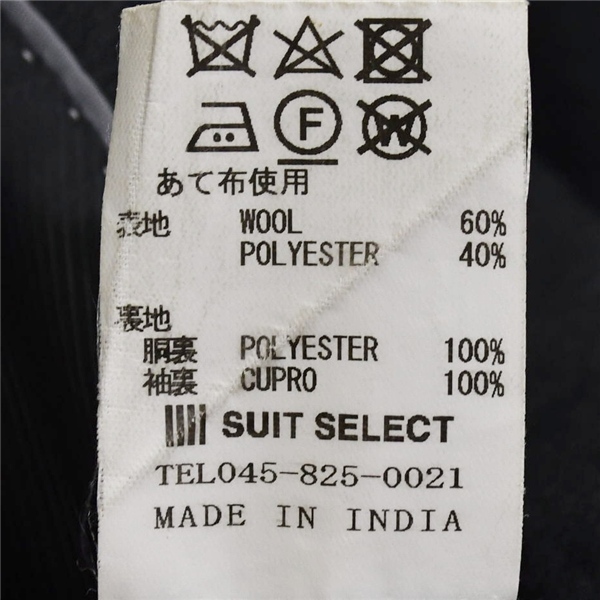 F W
あて布使用
表地 WOOL 60%
POLYESTER 40%
裏地
胴裏 POLYESTER 100%
袖裏 CUPRO 100%
SUIT SELECT
TEL045-825-0021
MADE IN INDIA